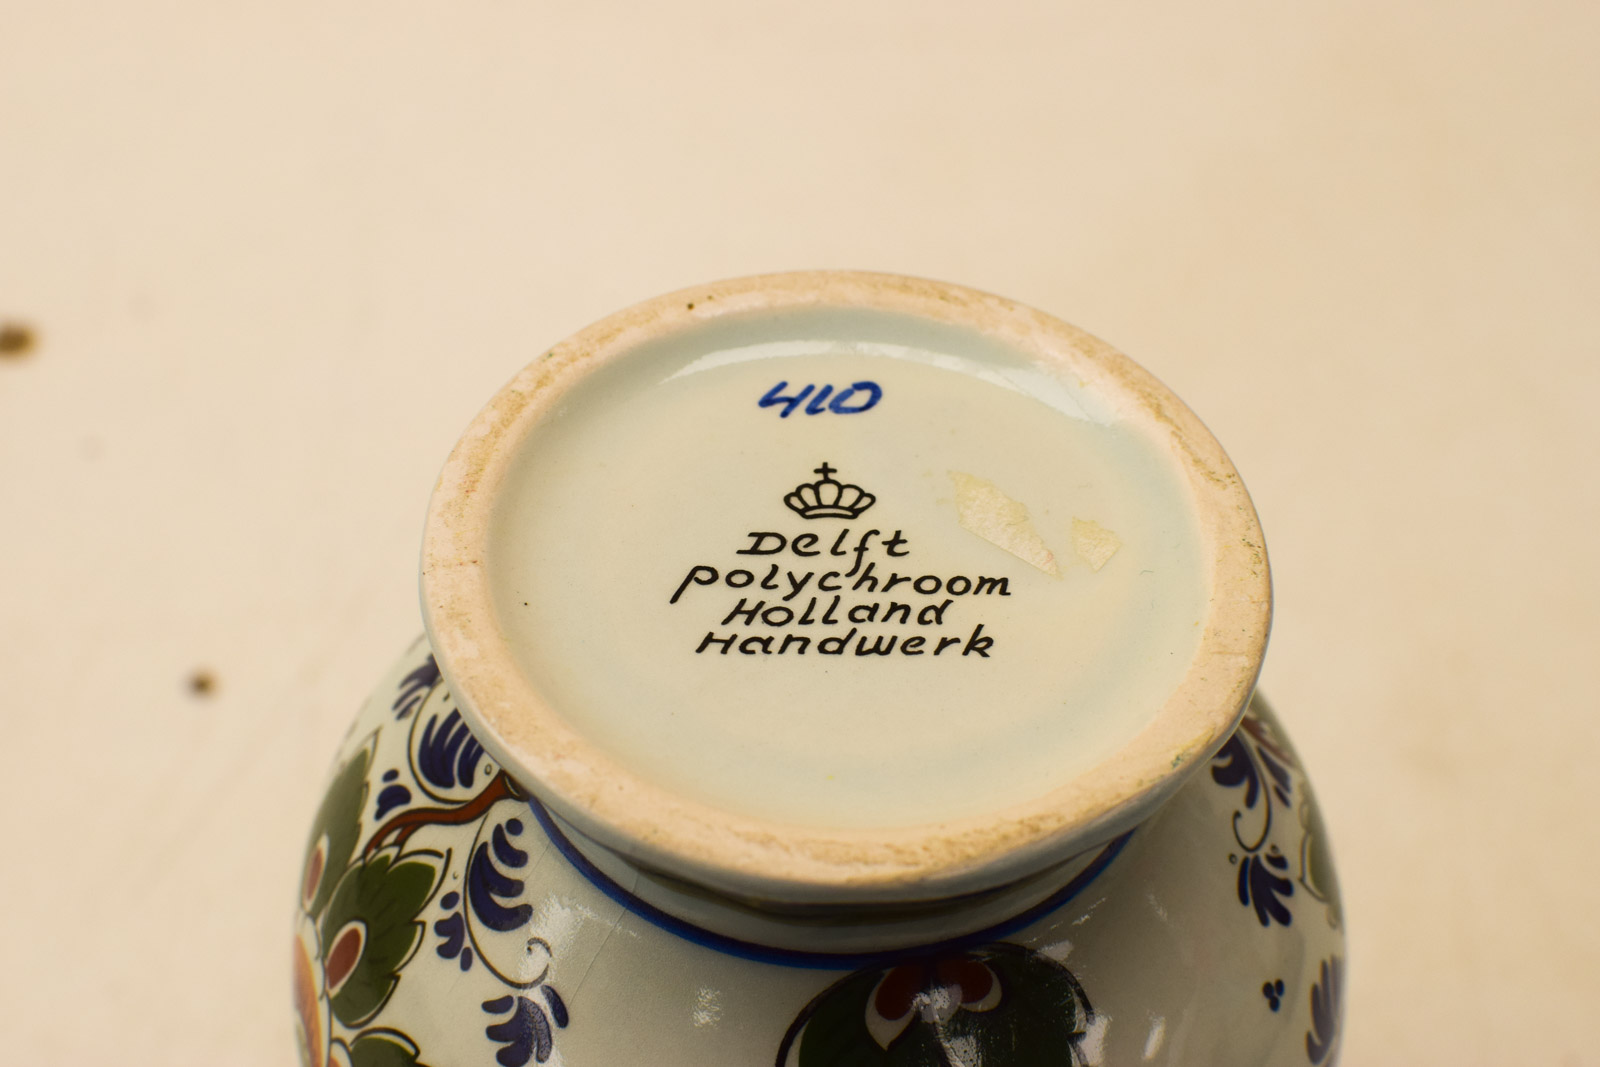 410
Delft
polychroom
Holland
Handwerk